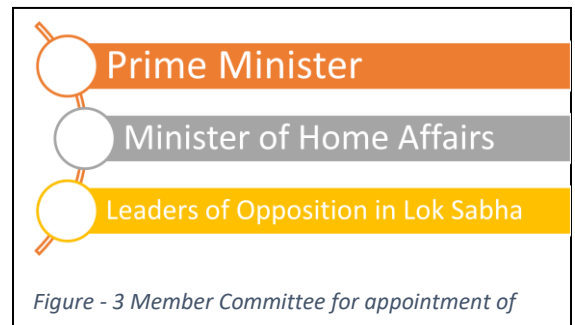 Prime Minister
Minister of Home Affairs
Leaders of Opposition in Lok Sabha
Figure - 3 Member Committee for appointment of